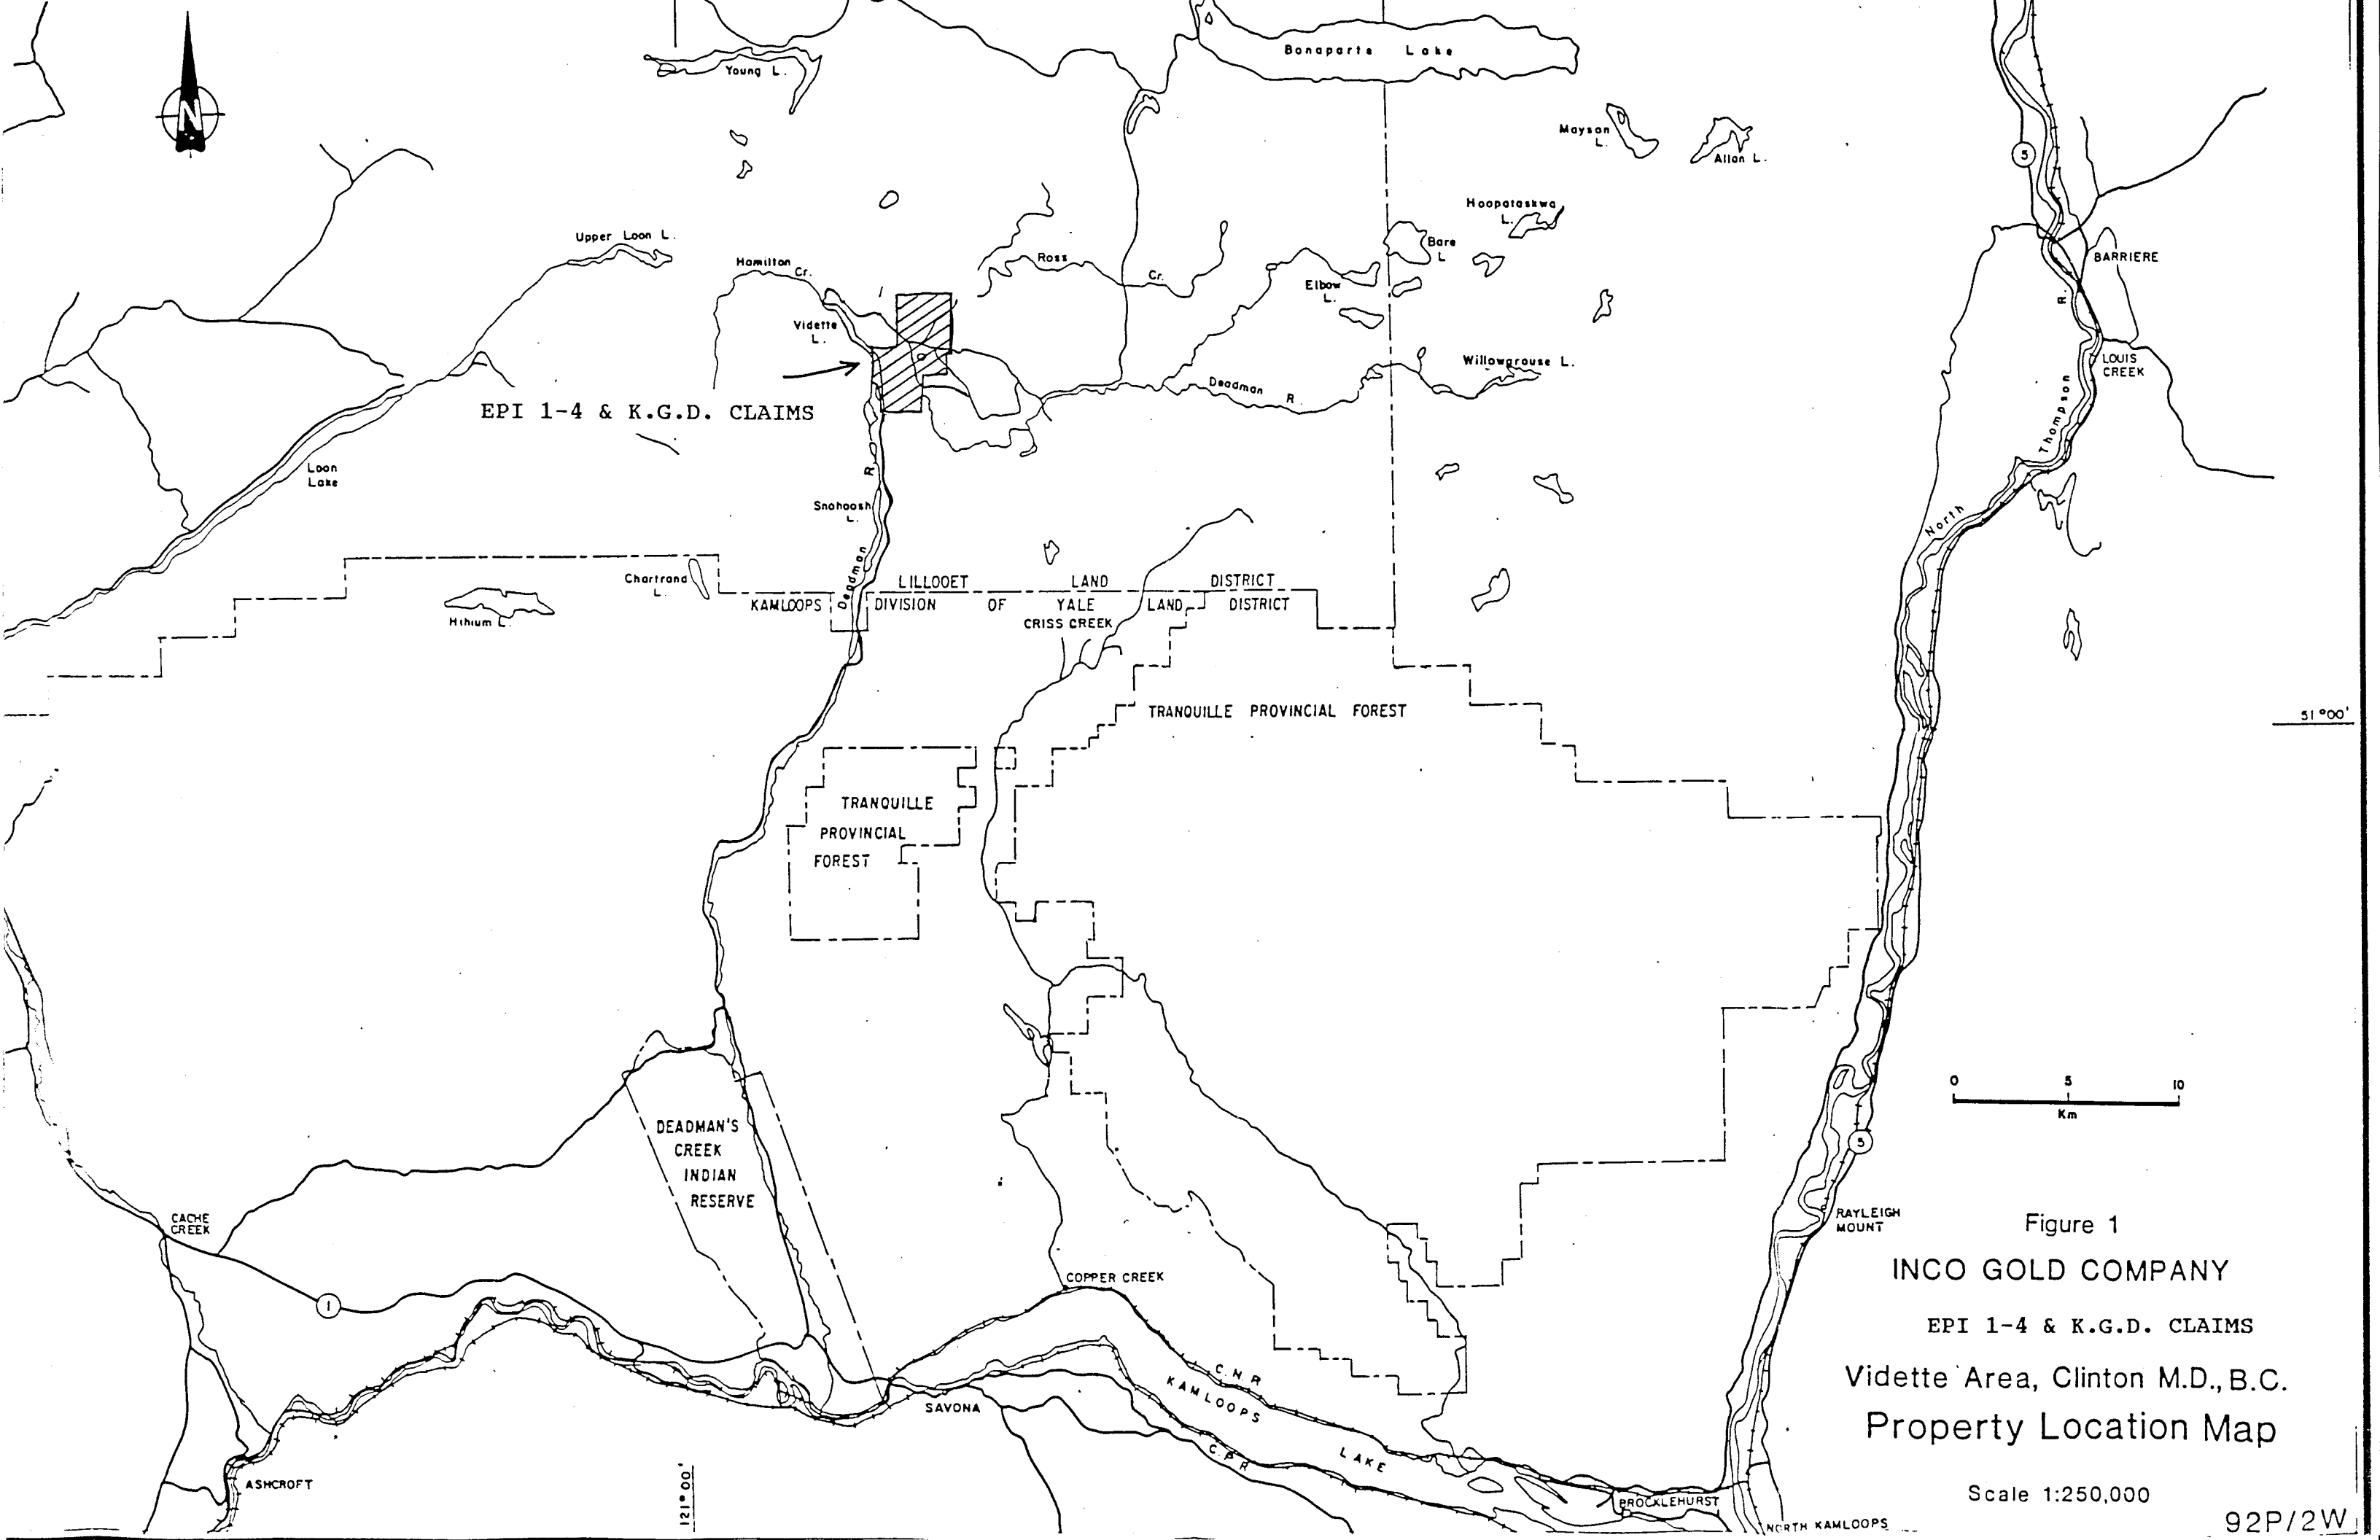 Bonaparte Lake
Young L.
N
Mayson
L.
Allan L.
5
Hoopataskwa
L.
Upper Loon L.
Bare
L
Hamilton
Cr.
Ross
Cr.
BARRIERE
Elbow
L.
R.
Vidette
L.
LOUIS
CREEK
Willowgrouse L.
Deadman R.
EPI 1-4 & K.G.D. CLAIMS
Thompson
Loon
Lake
R.
Snohoosh
L.
North
Deadman
Chartrand
L.
LILLOOET LAND DISTRICT
KAMLOOPS DIVISION OF YALE LAND DISTRICT
Hihium L.
CRISS CREEK
TRANQUILLE PROVINCIAL FOREST
51°00'
TRANQUILLE
PROVINCIAL
FOREST
0 5 10
Km
DEADMAN'S
CREEK
INDIAN
RESERVE
5
CACHE
CREEK
RAYLEIGH
MOUNT
Figure 1
INCO GOLD COMPANY
COPPER CREEK
1
EPI 1-4 & K.G.D. CLAIMS
C.N.R
KAMLOOPS
Vidette Area, Clinton M.D., B.C.
SAVONA
Property Location Map
C.P.R
LAKE
ASHCROFT
121°00'
Scale 1:250,000
BROCKLEHURST
NORTH KAMLOOPS
92P/2W